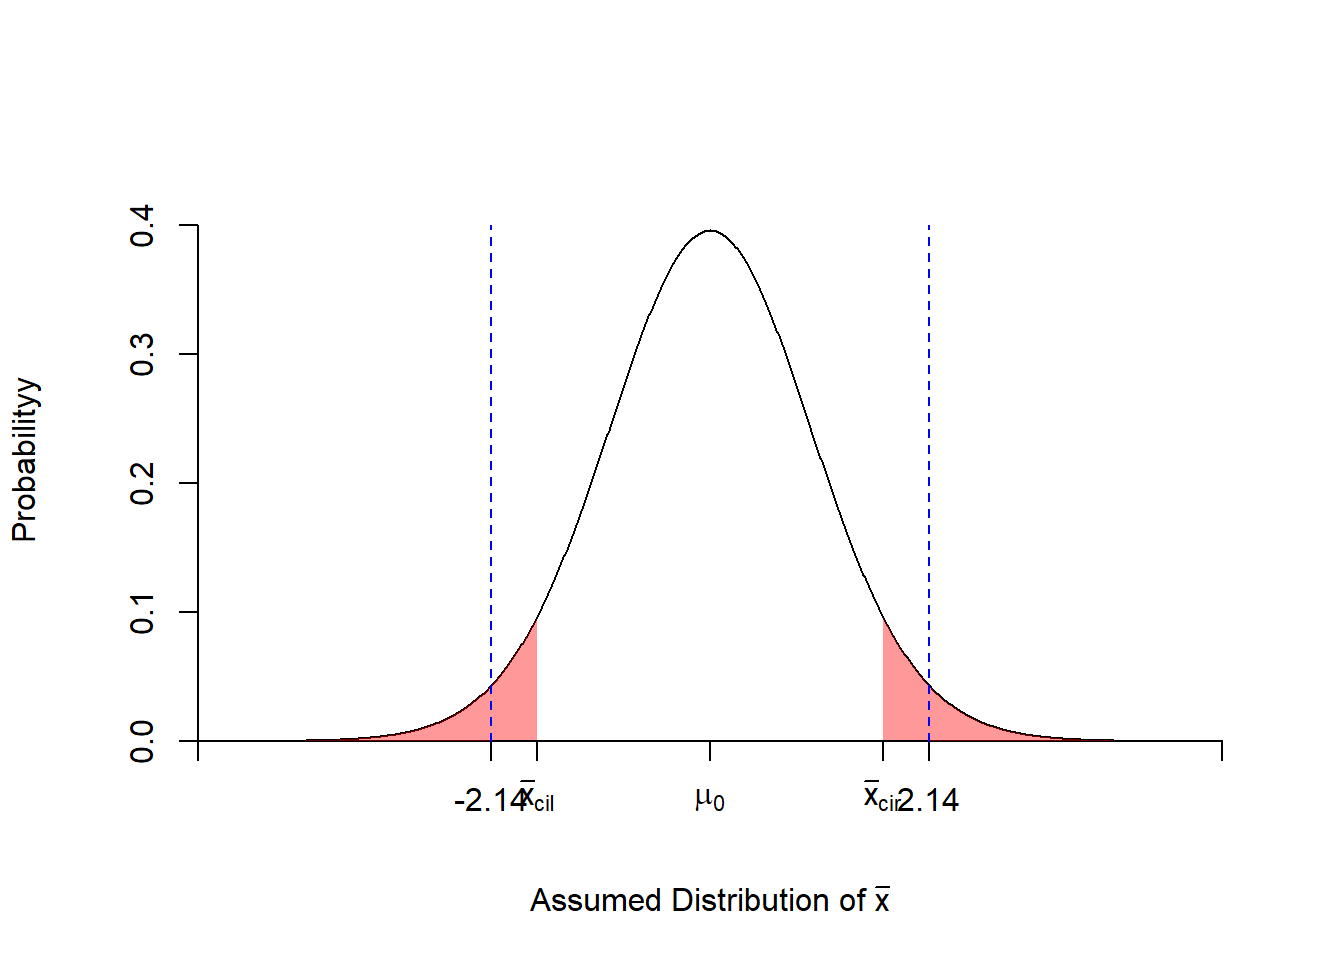 0.4
0.3
0.2
0.1
0.0
Probabilityy
-2.14 x̅cil μ0 x̅cir 2.14
Assumed Distribution of x̅